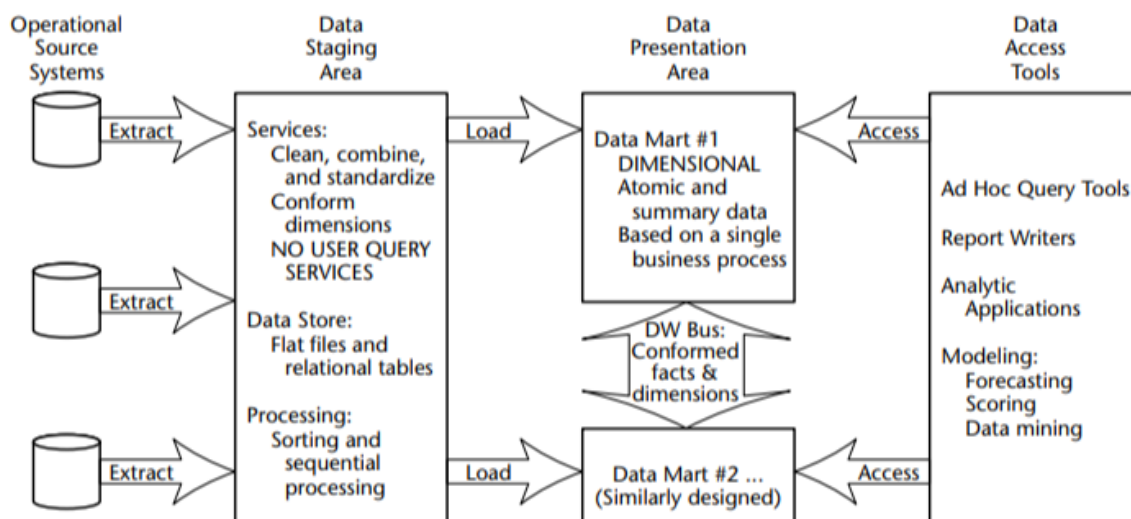 Operational
Source
Systems
Data
Staging
Area
Data
Presentation
Area
Data
Access
Tools
Extract
Extract
Extract
Services:
Clean, combine,
and standardize
Conform
dimensions
NO USER QUERY
SERVICES
Data Store:
Flat files and
relational tables
Processing:
Sorting and
sequential
processing
Load
Load
Data Mart #1
DIMENSIONAL
Atomic and
summary data
Based on a single
business process
DW Bus:
Conformed
facts &
dimensions
Data Mart #2 ...
(Similarly designed)
Access
Access
Ad Hoc Query Tools
Report Writers
Analytic
Applications
Modeling:
Forecasting
Scoring
Data mining